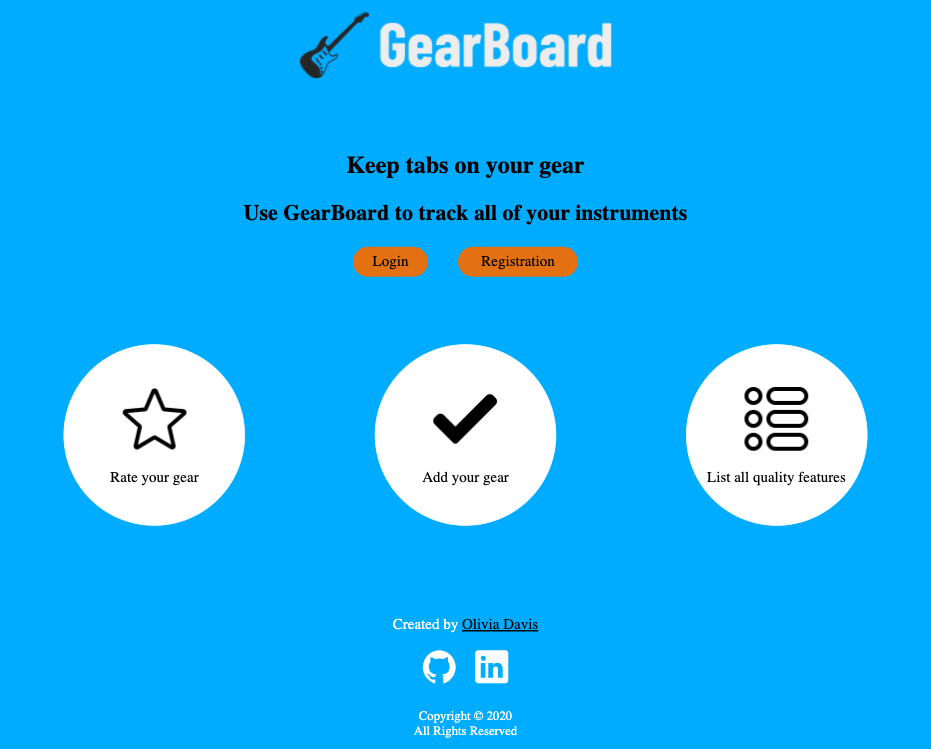 GearBoard
Keep tabs on your gear
Use GearBoard to track all of your instruments
Login
Registration
Rate your gear
Add your gear
List all quality features
Created by Olivia Davis
in
Copyright © 2020
All Rights Reserved